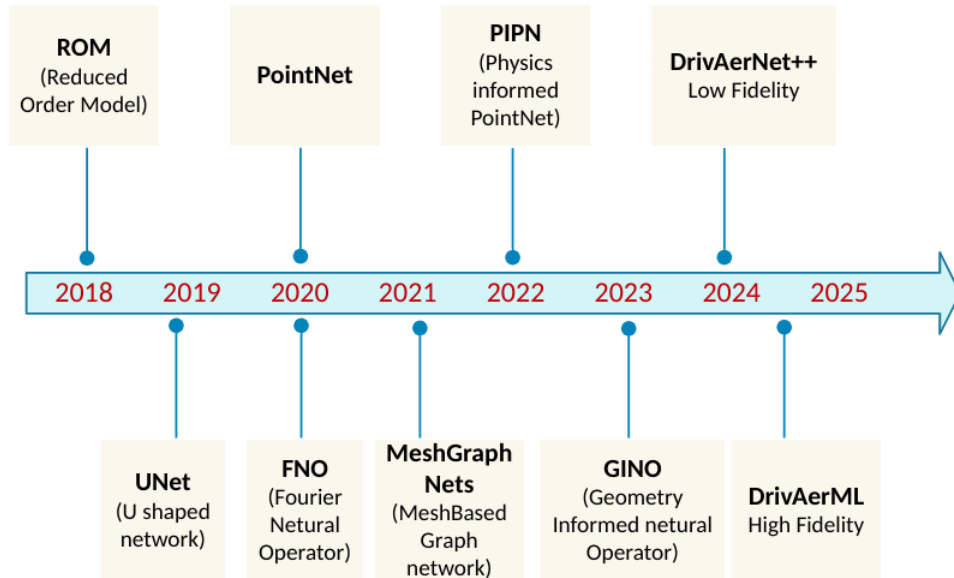 ROM
(Reduced
Order Model)
PointNet
PIPN
(Physics
informed
PointNet)
DrivAerNet++
Low Fidelity
2018 2019 2020 2021 2022 2023 2024 2025
UNet
(U shaped
network)
FNO
(Fourier
Netural
Operator)
MeshGraph
Nets
(MeshBased
Graph
network)
GINO
(Geometry
Informed netural
Operator)
DrivAerML
High Fidelity